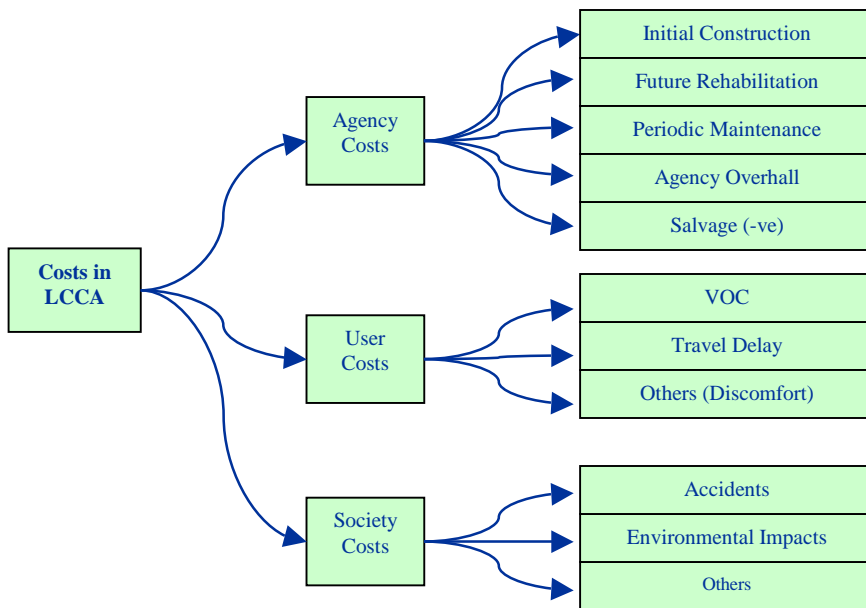 Costs in
LCCA
Agency
Costs
Initial Construction
Future Rehabilitation
Periodic Maintenance
Agency Overhall
Salvage (-ve)
User
Costs
VOC
Travel Delay
Others (Discomfort)
Society
Costs
Accidents
Environmental Impacts
Others